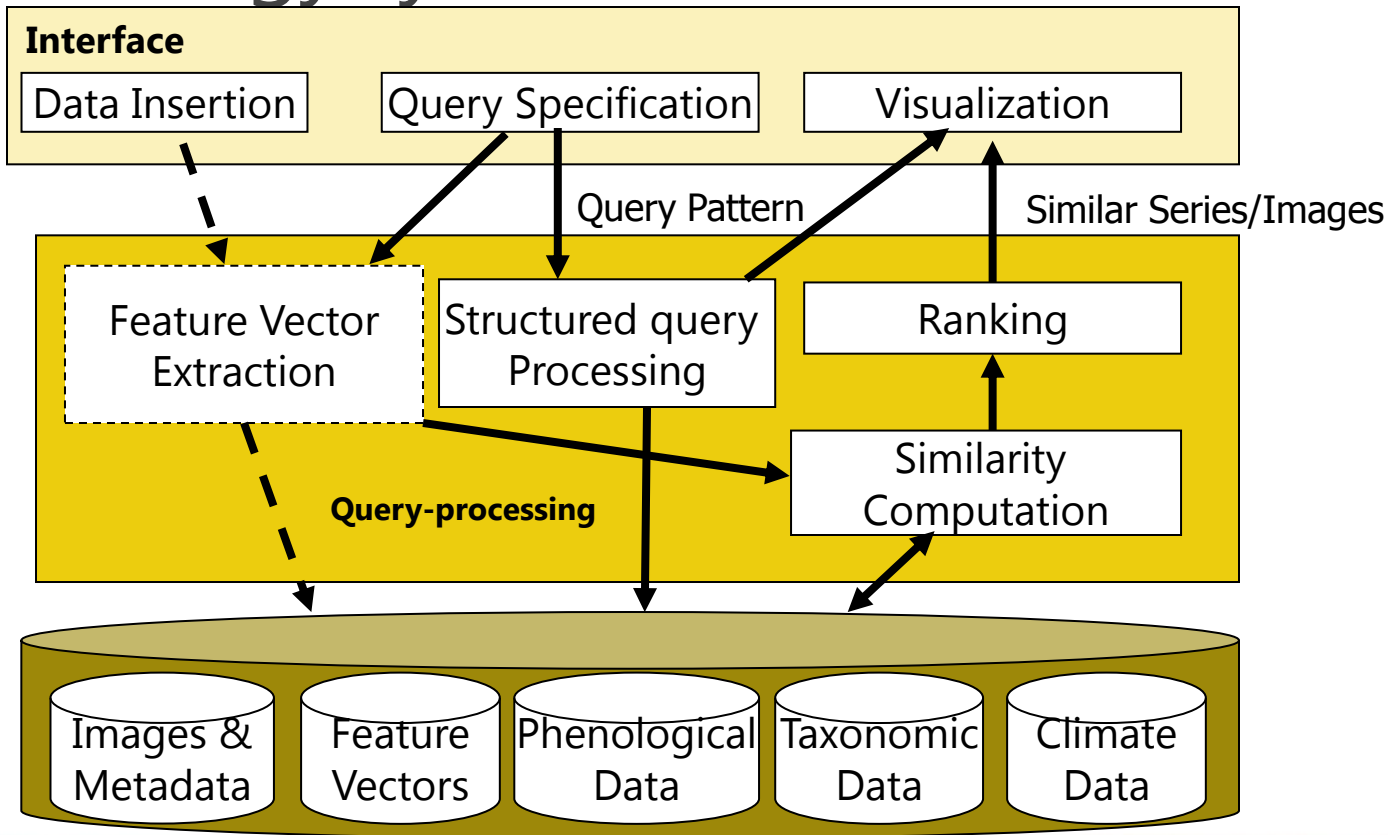 Interface
Data Insertion
Query Specification
Visualization
Query Pattern
Similar Series/Images
Feature Vector
Extraction
Structured query
Processing
Ranking
Similarity
Computation
Query-processing
Images &
Metadata
Feature
Vectors
Phenological
Data
Taxonomic
Data
Climate
Data